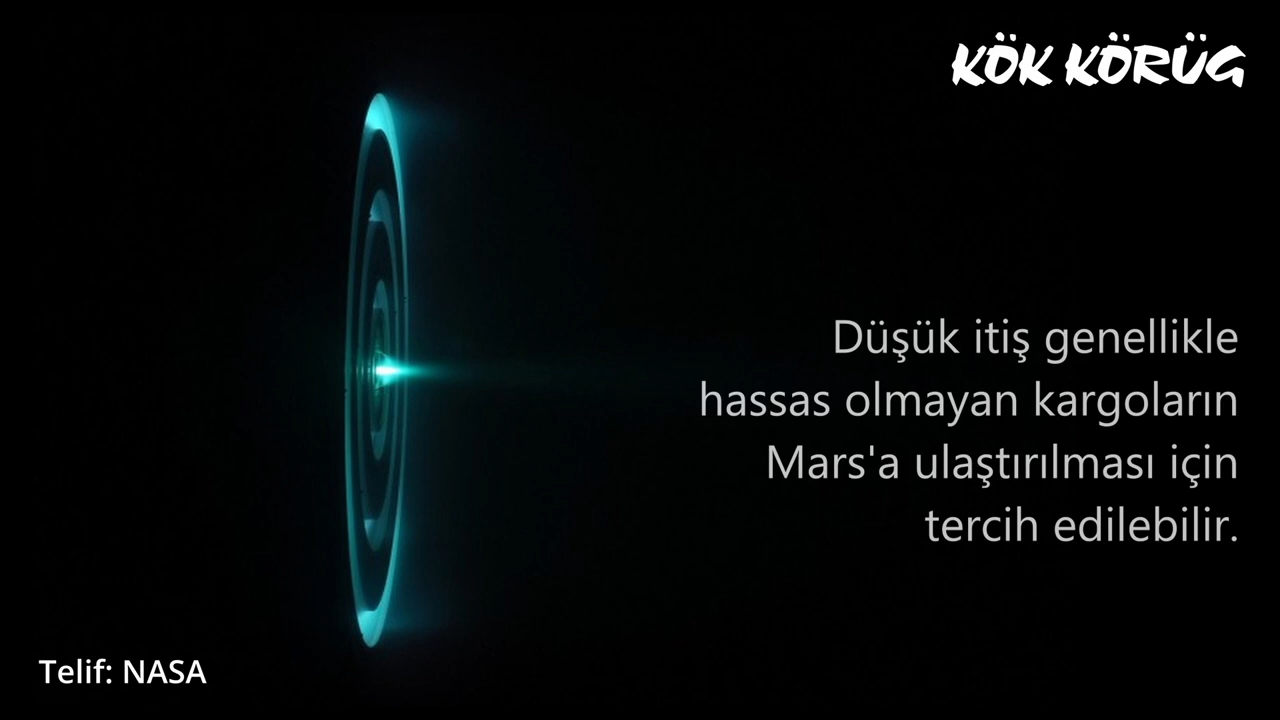 KÖK KÖRÜG
Düşük itiş genellikle
hassas olmayan kargoların
Mars'a ulaştırılması için
tercih edilebilir.
Telif: NASA